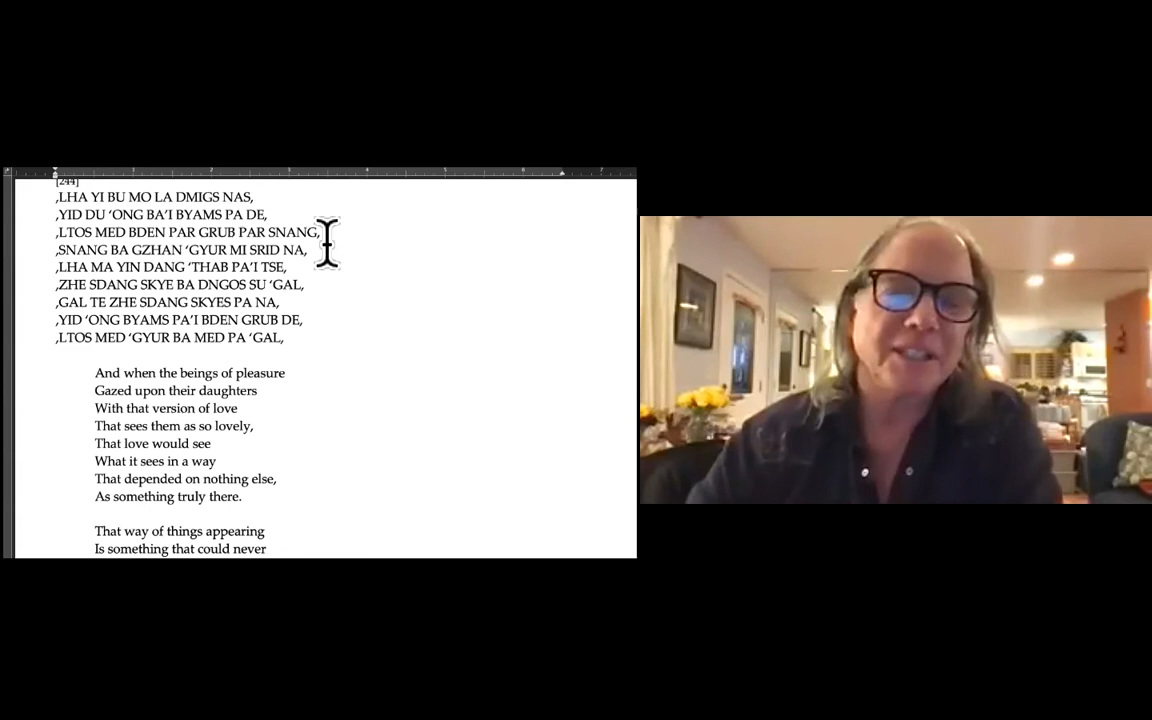 [244]
,LHA YI BU MO LA DMIGS NAS,
,YID DU ‘ONG BA’I BYAMS PA DE,
,LTOS MED BDEN PAR GRUB PAR SNANG,
,SNANG BA GZHAN ‘GYUR MI SRID NA,
,LHA MA YIN DANG ‘THAB PA’I TSE,
,ZHE SDANG SKYE BA DNGOS SU ‘GAL,
,GAL TE ZHE SDANG SKYES PA NA,
,YID ‘ONG BYAMS PA’I BDEN GRUB DE,
,LTOS MED ‘GYUR BA MED PA ‘GAL,
And when the beings of pleasure
Gazed upon their daughters
With that version of love
That sees them as so lovely,
That love would see
What it sees in a way
That depended on nothing else,
As something truly there.
That way of things appearing
Is something that could never